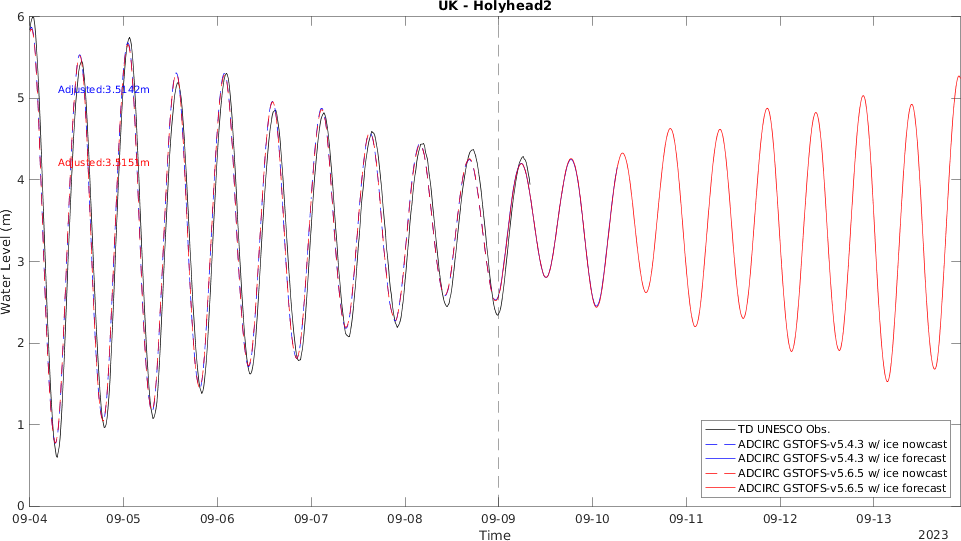 UK - Holyhead2
6
5
4
3
2
1
0
Water Level (m)
Adjusted:3.5142m
Adjusted:3.5151m
TD UNESCO Obs.
ADCIRC GSTOFS-v5.4.3 w/ ice nowcast
ADCIRC GSTOFS-v5.4.3 w/ ice forecast
ADCIRC GSTOFS-v5.6.5 w/ ice nowcast
ADCIRC GSTOFS-v5.6.5 w/ ice forecast
09-04 09-05 09-06 09-07 09-08 09-09 09-10 09-11 09-12 09-13
Time
2023